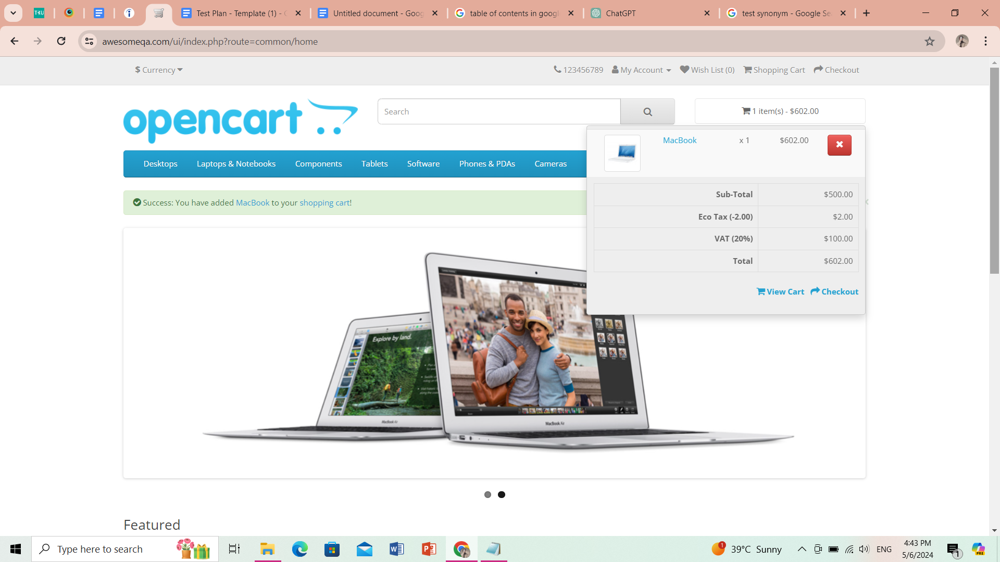 Test Plan - Template (1) - G
Untitled document - Goog
table of contents in googl
ChatGPT
test synonym - Google Se
awesomeqa.com/ui/index.php?route=common/home
$ Currency
123456789
My Account
Wish List (0)
Shopping Cart
Checkout
opencart
Search
1 item(s) - $602.00
MacBook x 1 $602.00
Desktops
Laptops & Notebooks
Components
Tablets
Software
Phones & PDAs
Cameras
Success: You have added MacBook to your shopping cart!
Sub-Total $500.00
Eco Tax (-2.00) $2.00
VAT (20%) $100.00
Total $602.00
View Cart
Checkout
Explore by land.
MacBook Air
MacBook Air
Featured
Type here to search
1
39°C Sunny
ENG
4:43 PM
5/6/2024
1
PRE